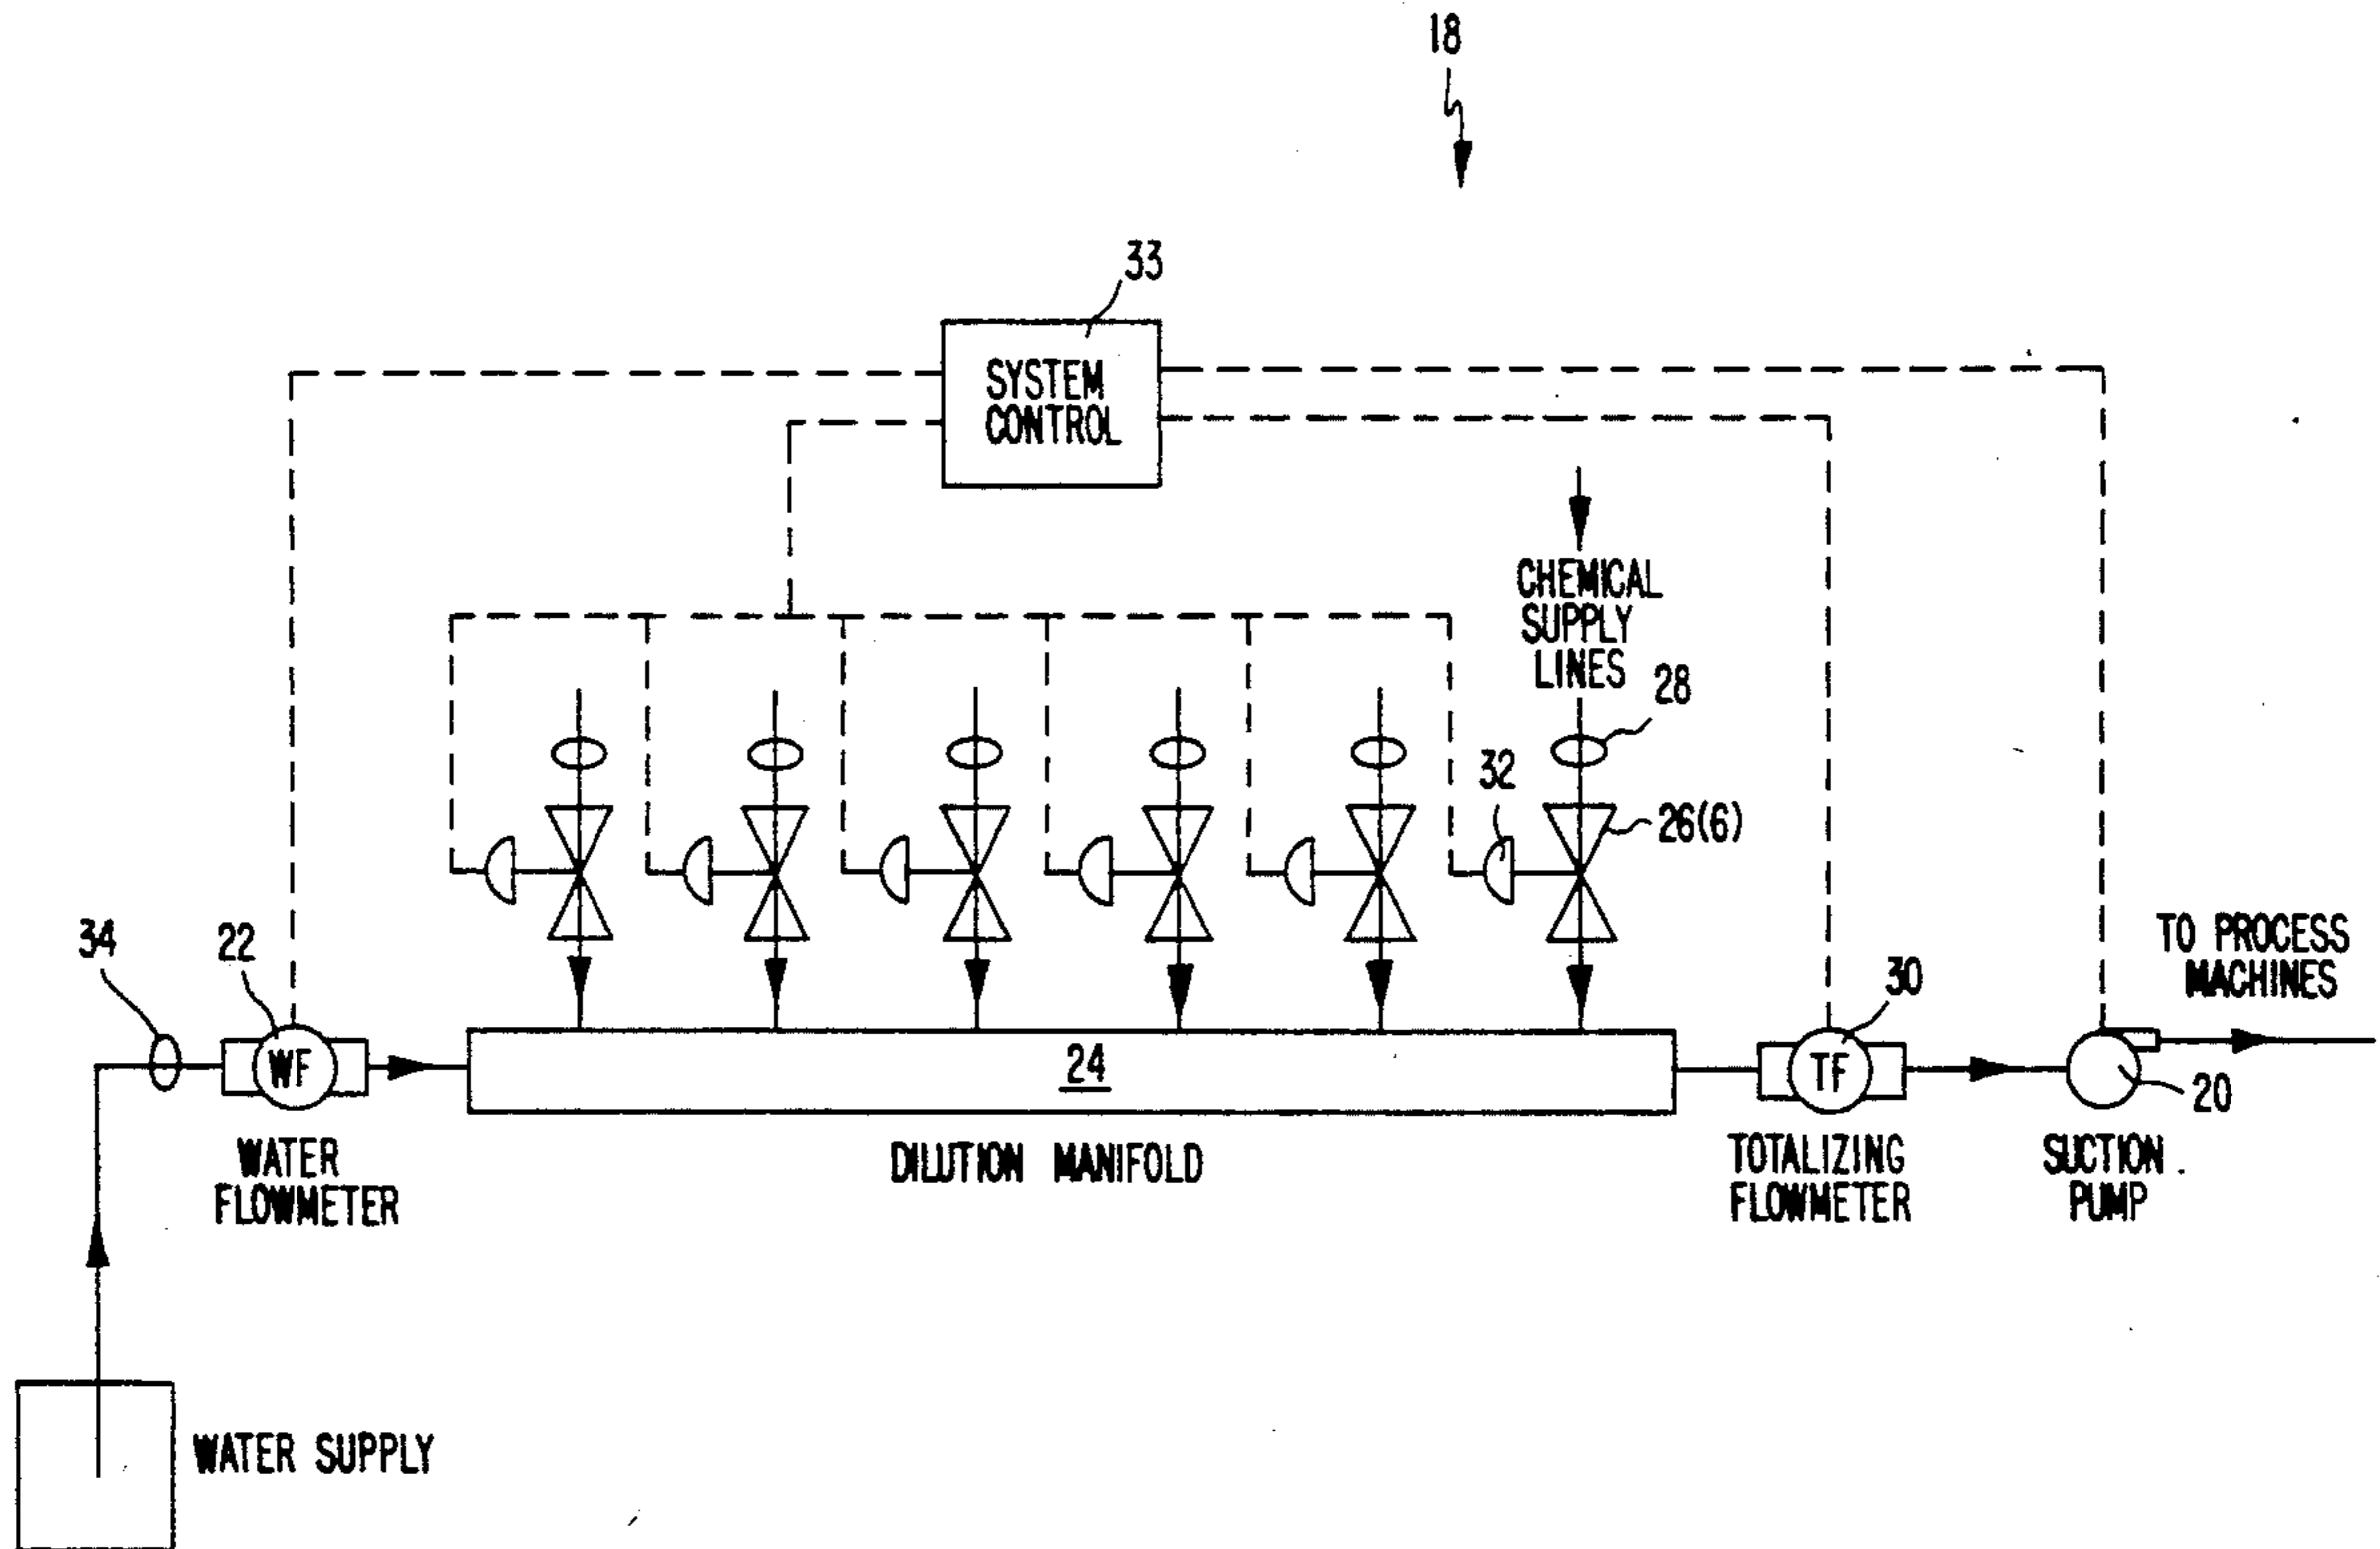 18
33
SYSTEM
CONTROL
CHEMICAL
SUPPLY
LINES
28
32
26(6)
34
22
WF
24
TF
30
20
TO PROCESS
MACHINES
WATER
FLOWMETER
DILUTION MANIFOLD
TOTALIZING
FLOWMETER
SUCTION
PUMP
WATER SUPPLY